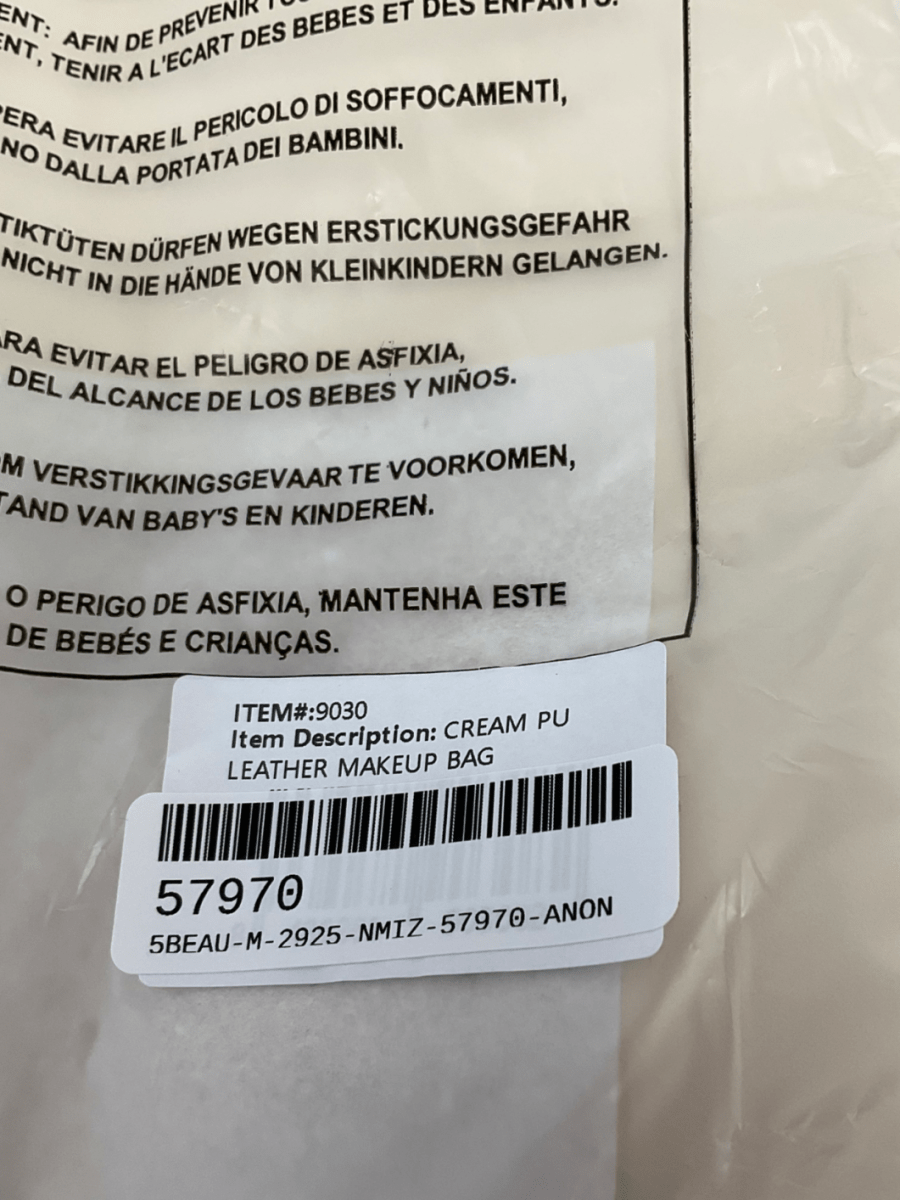 ENT: AFIN DE PREVENIR
ENT, TENIR A L'ECART DES BEBES ET DES ENFANTS.
PERA EVITARE IL PERICOLO DI SOFFOCAMENTI,
NO DALLA PORTATA DEI BAMBINI.
TIKTÜTEN DÜRFEN WEGEN ERSTICKUNGSGEFAHR
NICHT IN DIE HÄNDE VON KLEINKINDERN GELANGEN.
ARA EVITAR EL PELIGRO DE ASFIXIA,
DEL ALCANCE DE LOS BEBES Y NIÑOS.
OM VERSTIKKINGSGEVAAR TE VOORKOMEN,
TAND VAN BABY'S EN KINDEREN.
O PERIGO DE ASFIXIA, MANTENHA ESTE
DE BEBÉS E CRIANÇAS.
ITEM#:9030
Item Description: CREAM PU
LEATHER MAKEUP BAG
57970
5BEAU-M-2925-NMIZ-57970-ANON